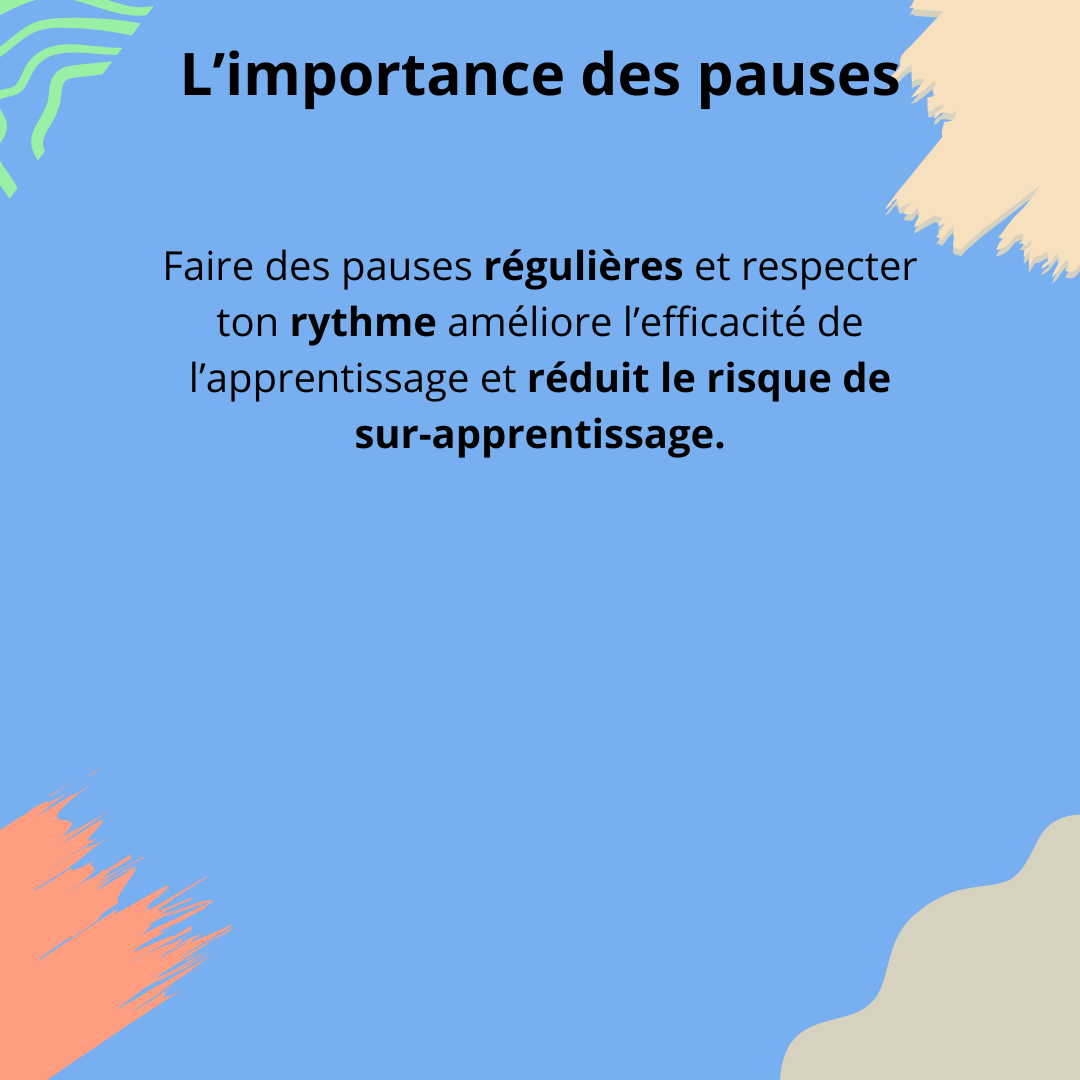 L’importance des pauses
Faire des pauses régulières et respecter
ton rythme améliore l’efficacité de
l’apprentissage et réduit le risque de
sur-apprentissage.